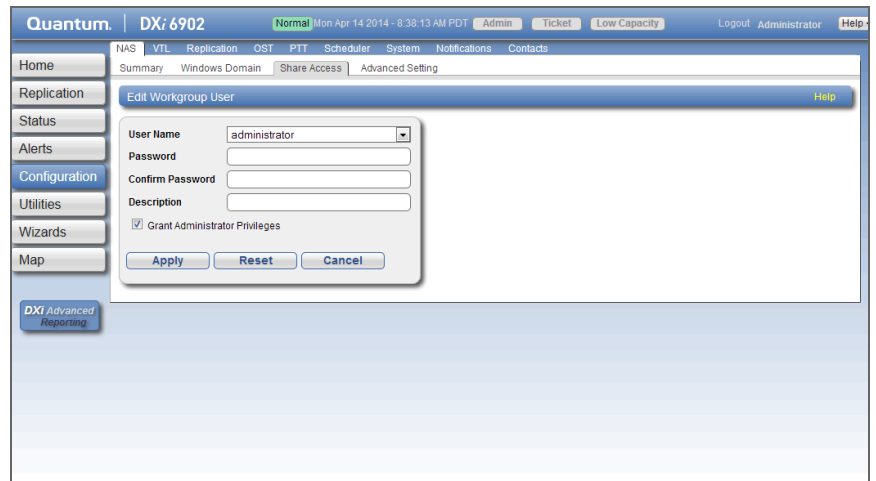 Quantum. DXi 6902 Normal Mon Apr 14 2014 - 8:38:13 AM PDT Admin Ticket Low Capacity Logout Administrator Help
NAS VTL Replication OST PTT Scheduler System Notifications Contacts
Summary Windows Domain Share Access Advanced Setting
Home
Replication
Status
Alerts
Configuration
Utilities
Wizards
Map
DXi Advanced
Reporting
Edit Workgroup User Help
User Name administrator
Password
Confirm Password
Description
Grant Administrator Privileges
Apply Reset Cancel